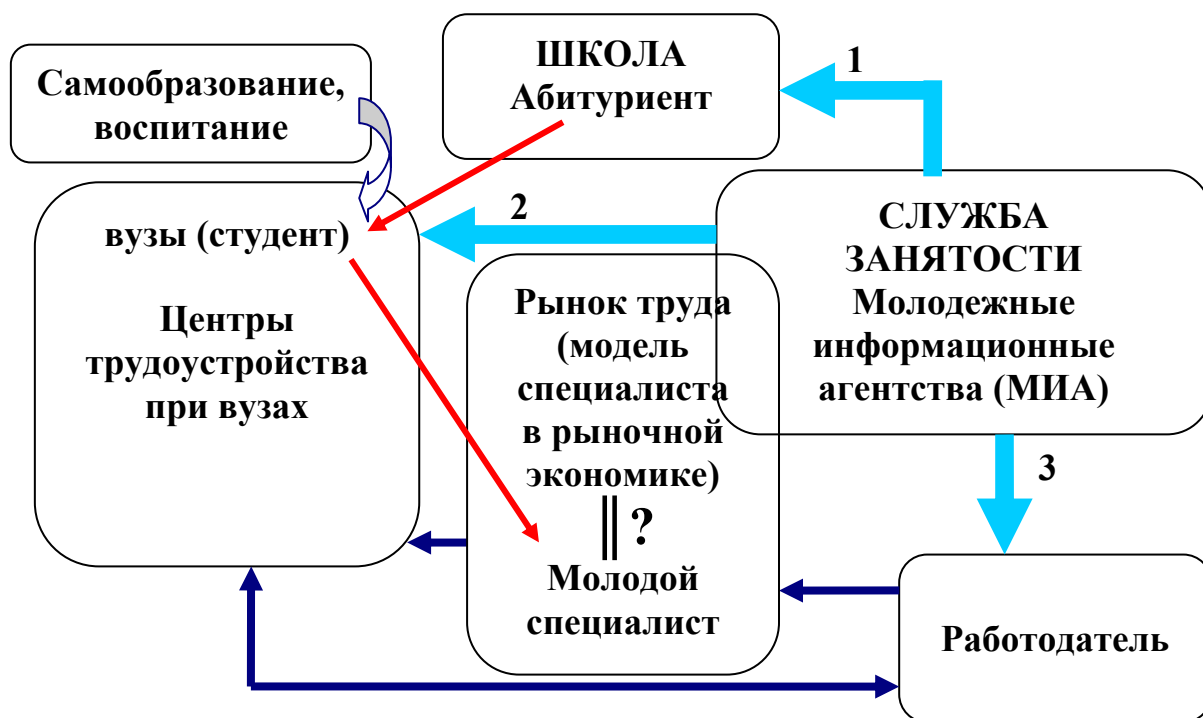 Самообразование,
воспитание
ШКОЛА
Абитуриент
1
вузы (студент)
Центры
трудоустройства
при вузах
2
Рынок труда
(модель
специалиста
в рыночной
экономике)
?
Молодой
специалист
СЛУЖБА
ЗАНЯТОСТИ
Молодежные
информационные
агентства (МИА)
3
Работодатель